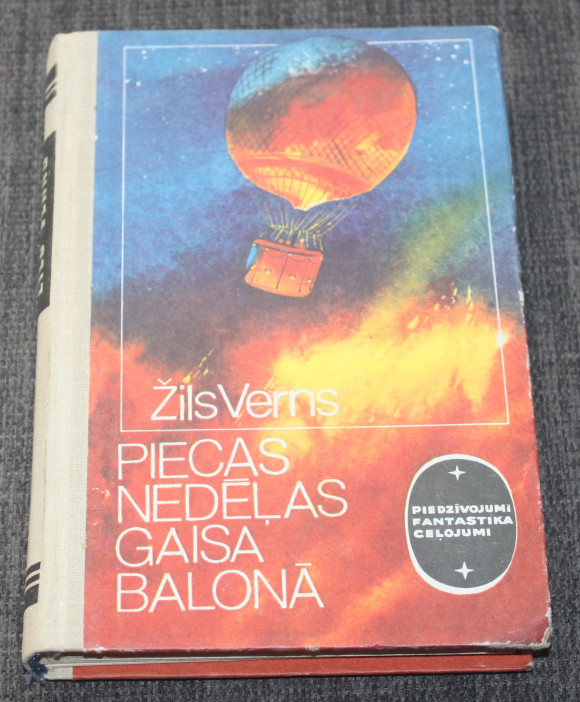 Žils Verns
PIECAS
NEDĒĻAS
GAISA
BALONĀ
PIEDZĪVOJUMI
FANTASTIKA
CEĻOJUMI